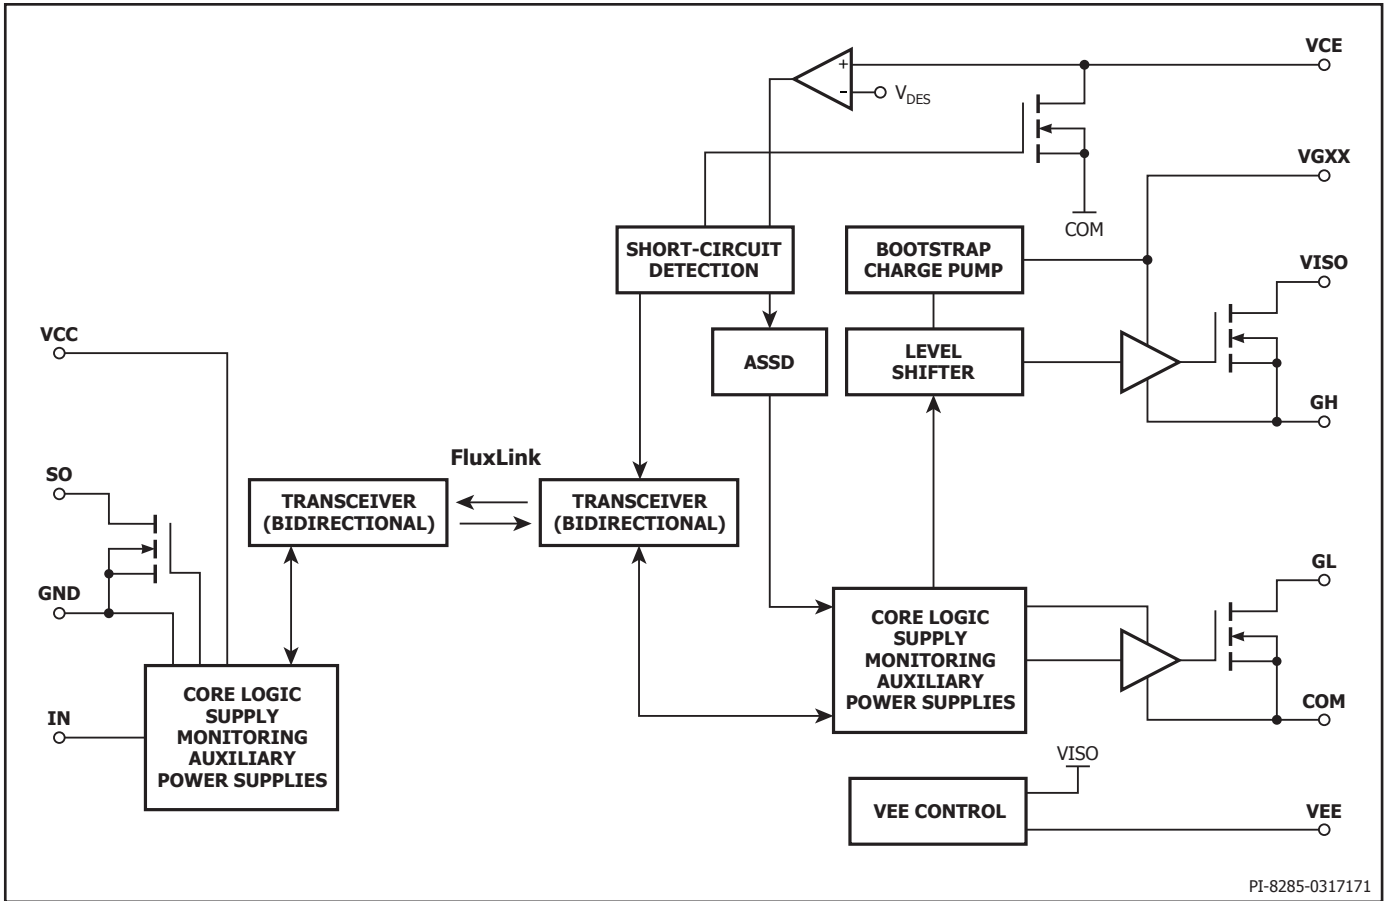 VCE
+
-
V_DES
VGXX
COM
SHORT-CIRCUIT
DETECTION
BOOTSTRAP
CHARGE PUMP
VISO
VCC
ASSD
LEVEL
SHIFTER
GH
FluxLink
SO
TRANSCEIVER
(BIDIRECTIONAL)
TRANSCEIVER
(BIDIRECTIONAL)
GL
GND
CORE LOGIC
SUPPLY
MONITORING
AUXILIARY
POWER SUPPLIES
CORE LOGIC
SUPPLY
MONITORING
AUXILIARY
POWER SUPPLIES
IN
COM
VISO
VEE CONTROL
VEE
PI-8285-0317171